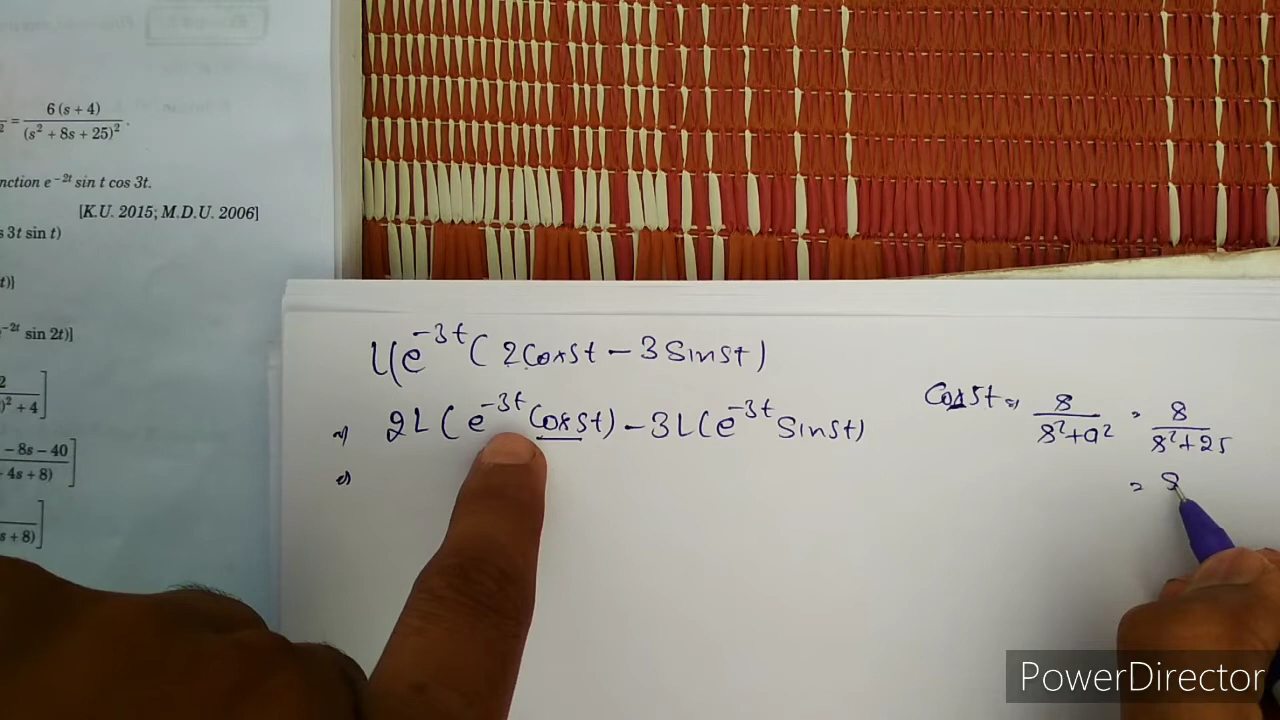 = 6 (s + 4) / (s² + 8s + 25)² .
nction e⁻²ᵗ sin t cos 3t.
[K.U. 2015; M.D.U. 2006]
s 3t sin t)
t)]
⁻²ᵗ sin 2t)]
2 / )² + 4 ]
– 8s – 40 / 4s + 8) ]
s + 8) ]
L(e⁻³ᵗ ( 2Cos5t – 3 Sin5t )
⇒ 2L ( e⁻³ᵗ Cos5t) – 3L(e⁻³ᵗ Sin5t)
⇒
Cos5t ⇒ s / s²+a² = s / s²+25
= s
PowerDirector